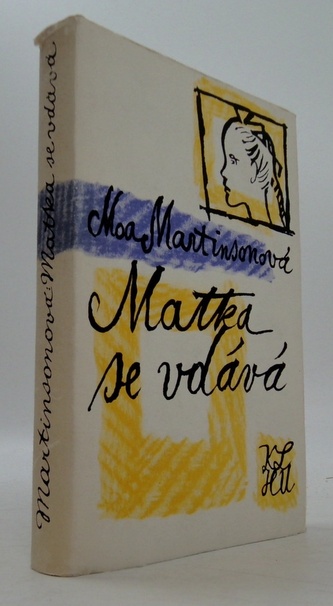 Martinsonová: Matka se vdává
Moa Martinsonová
Matka
se vdává